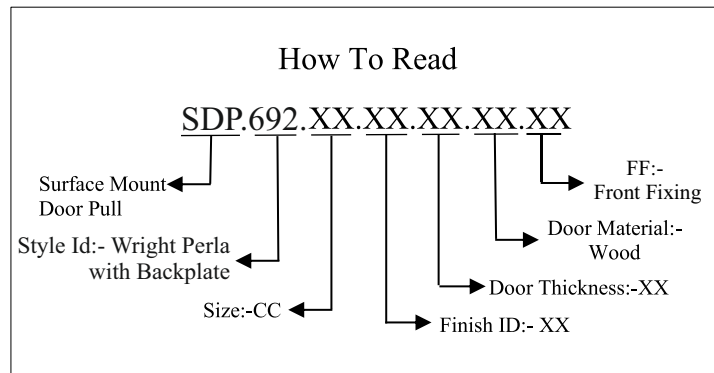 How To Read
SDP.692.XX.XX.XX.XX.XX
Surface Mount
Door Pull
FF:-
Front Fixing
Style Id:- Wright Perla
with Backplate
Door Material:-
Wood
Size:-CC
Door Thickness:-XX
Finish ID:- XX